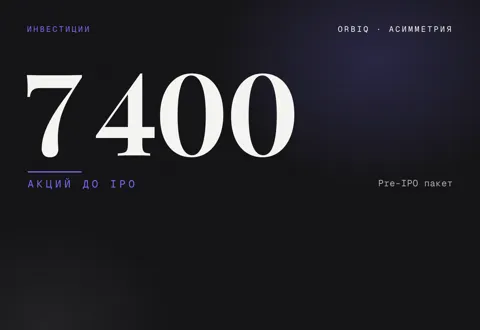 ИНВЕСТИЦИИ
ORBIQ · АСИММЕТРИЯ
7 400
АКЦИЙ ДО IPO
Pre-IPO пакет